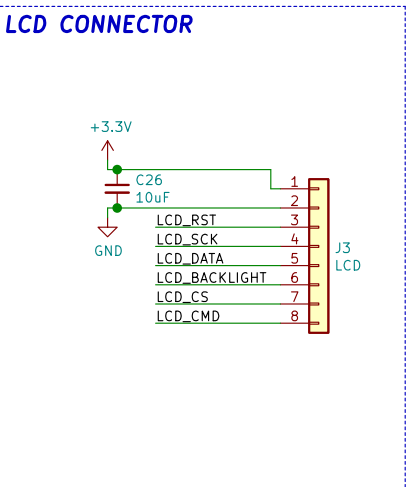 LCD CONNECTOR
+3.3V
C26
10uF
GND
1
2
LCD_RST 3
LCD_SCK 4
LCD_DATA 5
LCD_BACKLIGHT 6
LCD_CS 7
LCD_CMD 8
J3
LCD